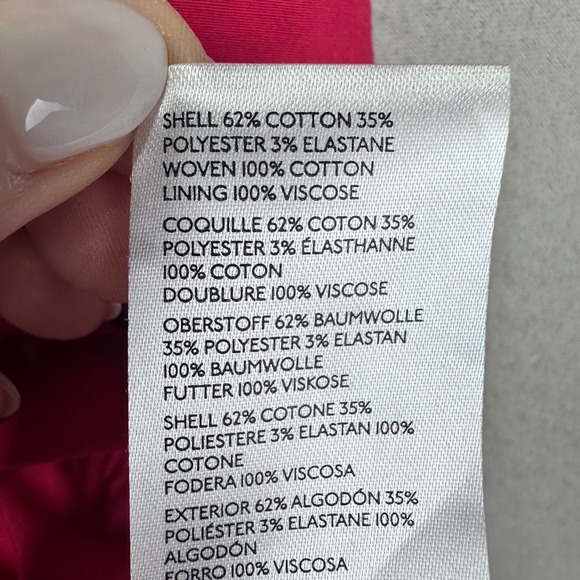 SHELL 62% COTTON 35%
POLYESTER 3% ELASTANE
WOVEN 100% COTTON
LINING 100% VISCOSE
COQUILLE 62% COTON 35%
POLYESTER 3% ÉLASTHANNE
100% COTON
DOUBLURE 100% VISCOSE
OBERSTOFF 62% BAUMWOLLE
35% POLYESTER 3% ELASTAN
100% BAUMWOLLE
FUTTER 100% VISKOSE
SHELL 62% COTONE 35%
POLIESTERE 3% ELASTAN 100%
COTONE
FODERA 100% VISCOSA
EXTERIOR 62% ALGODÓN 35%
POLIÉSTER 3% ELASTANE 100%
ALGODÓN
FORRO 100% VISCOSA